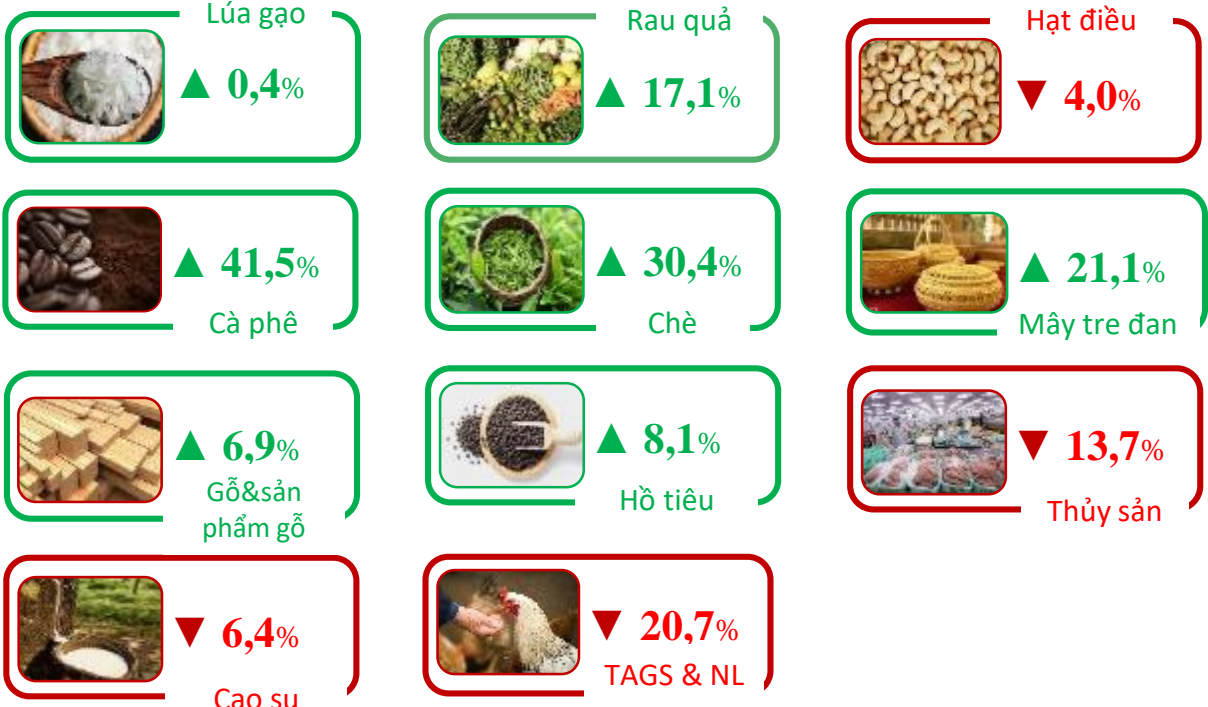 Lúa gạo
▲ 0,4%
Rau quả
▲ 17,1%
Hạt điều
▼ 4,0%
▲ 41,5%
Cà phê
▲ 30,4%
Chè
▲ 21,1%
Mây tre đan
▲ 6,9%
Gỗ&sản
phẩm gỗ
▲ 8,1%
Hồ tiêu
▼ 13,7%
Thủy sản
▼ 6,4%
Cao su
▼ 20,7%
TAGS & NL